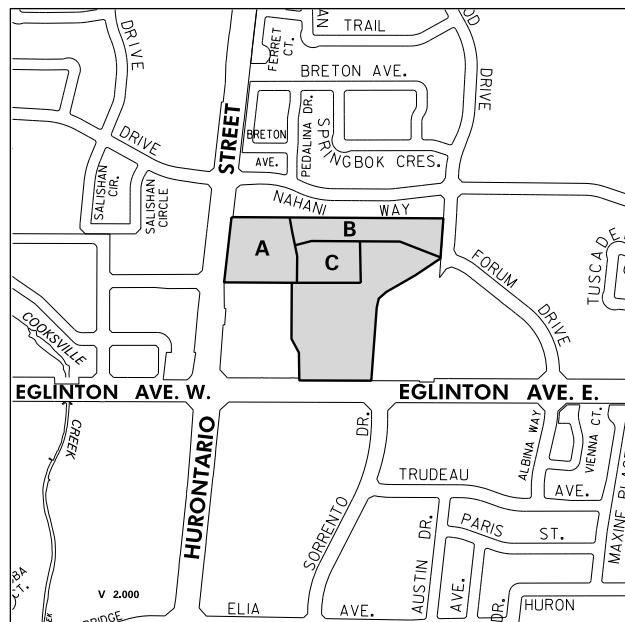 TRAIL
DRIVE
FERRET CT.
BRETON AVE.
DRIVE
STREET
BRETON AVE.
PEDALINA DR.
SPRINGBOK CRES.
DRIVE
SALISHAN CIR.
SALISHAN CIRCLE
NAHANI WAY
A
B
C
FORUM DRIVE
COOKSVILLE
CREEK
EGLINTON AVE. W.
EGLINTON AVE. E.
HURONTARIO
DR.
SORRENTO
TRUDEAU
AVE.
ALBINA WAY
VIENNA CT.
PARIS ST.
AUSTIN DR.
AVE.
DR.
HURON
ELIA AVE.
V 2.000
CT.